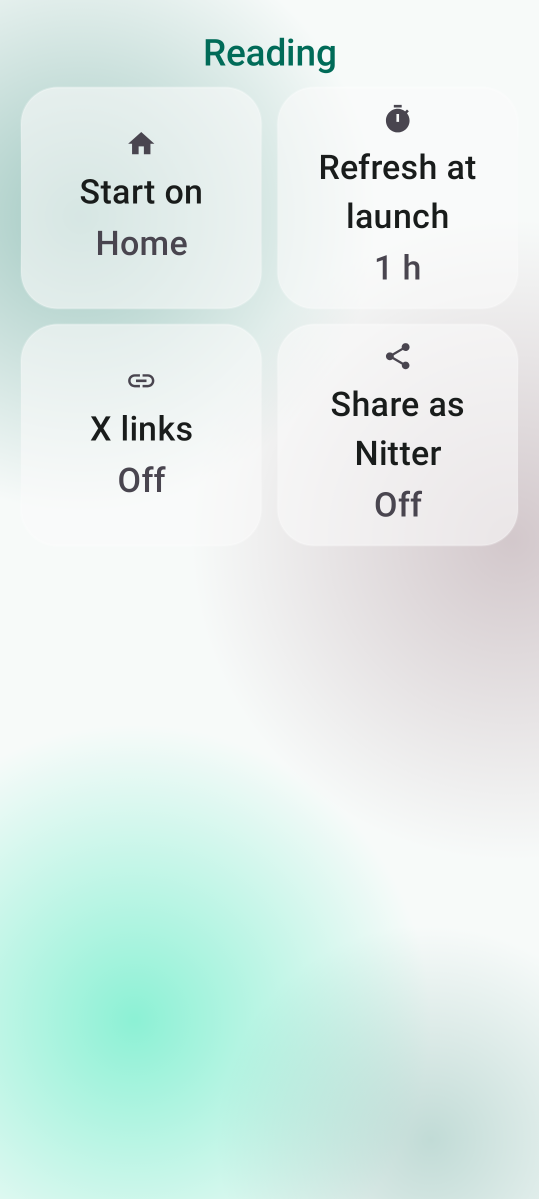 Reading
Start on
Home
Refresh at
launch
1 h
X links
Off
Share as
Nitter
Off